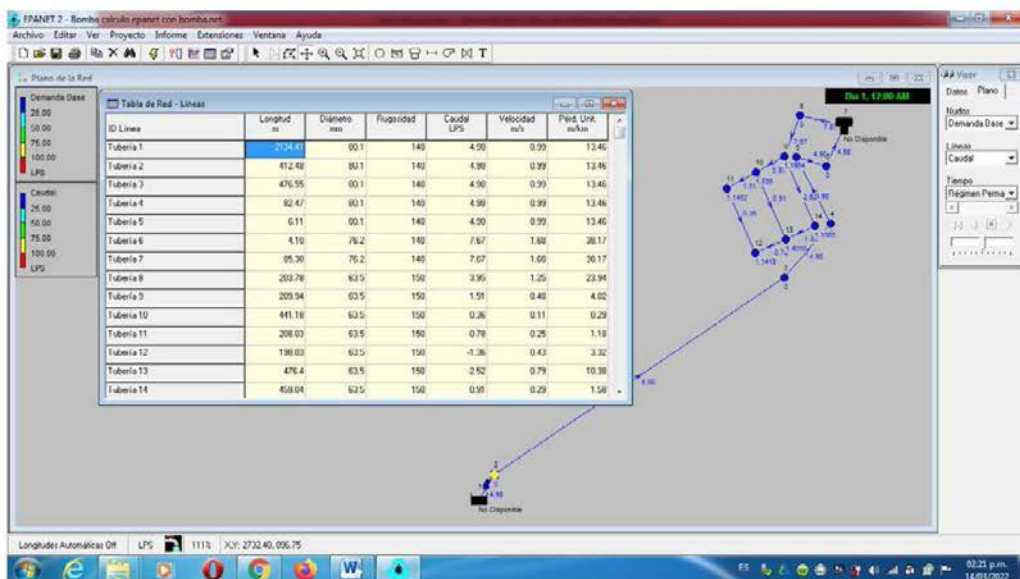 EPANET 2 - Bomba calculo epanet con bomba.net
Archivo Editar Ver Proyecto Informe Extensiones Ventana Ayuda
Plano de la Red
Demanda Base
25.00
50.00
75.00
100.00
LPS
Caudal
25.00
50.00
75.00
100.00
LPS
Tabla de Red - Líneas
ID Línea Longitud m Diámetro mm Rugosidad Caudal LPS Velocidad m/s Pérd. Unit. m/km
Tubería 1 2134.41 80.1 140 4.98 0.99 13.46
Tubería 2 412.48 80.1 140 4.98 0.99 13.46
Tubería 3 476.55 80.1 140 4.98 0.99 13.46
Tubería 4 82.47 80.1 140 4.98 0.99 13.46
Tubería 5 6.11 80.1 140 4.98 0.99 13.46
Tubería 6 4.10 76.2 140 7.67 1.68 38.17
Tubería 7 76.2 140 7.67 1.68 38.17
Tubería 8 203.78 63.5 150 3.95 1.25 23.94
Tubería 9 209.94 63.5 150 1.51 0.48 4.02
Tubería 10 441.18 63.5 150 0.36 0.11 0.29
Tubería 11 208.03 63.5 150 0.78 0.25 1.18
Tubería 12 198.03 63.5 150 -1.36 0.43 3.32
Tubería 13 476.4 63.5 150 -2.52 0.79 10.38
Tubería 14 63.5 150 0.91 0.29 1.58
Día 1, 12:00 AM
No Disponible
4.98
No Disponible
Visor
Datos Plano
Nudos
Demanda Base
Líneas
Caudal
Tiempo
Régimen Perma
Longitudes Automáticas Off LPS 111% X,Y: 2732.40, 896.75
ES 02:21 p.m.
14/03/2022